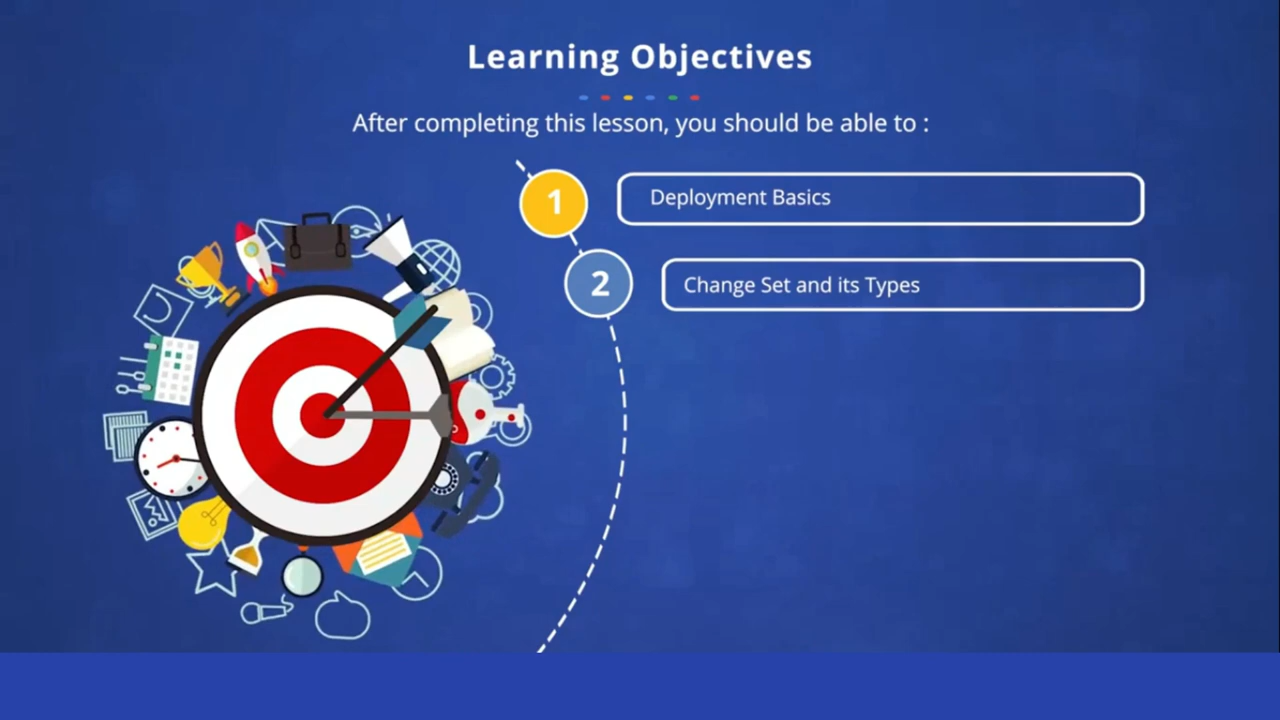 Learning Objectives
After completing this lesson, you should be able to :
1
Deployment Basics
2
Change Set and its Types